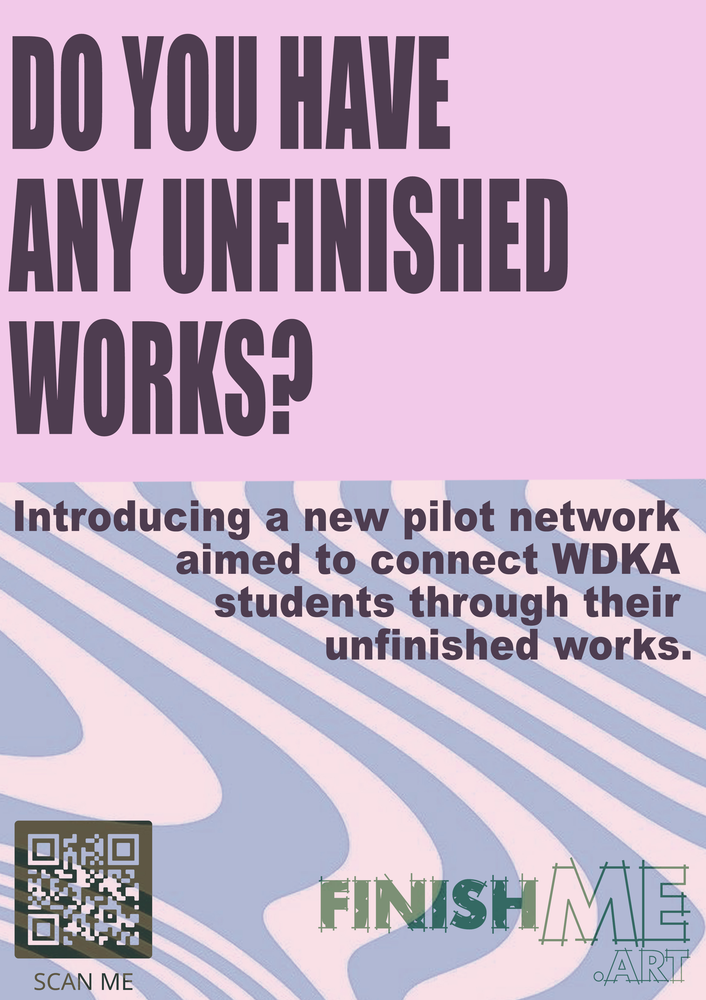 DO YOU HAVE
ANY UNFINISHED
WORKS?
Introducing a new pilot network
aimed to connect WDKA
students through their
unfinished works.
FINISHME
.ART
SCAN ME